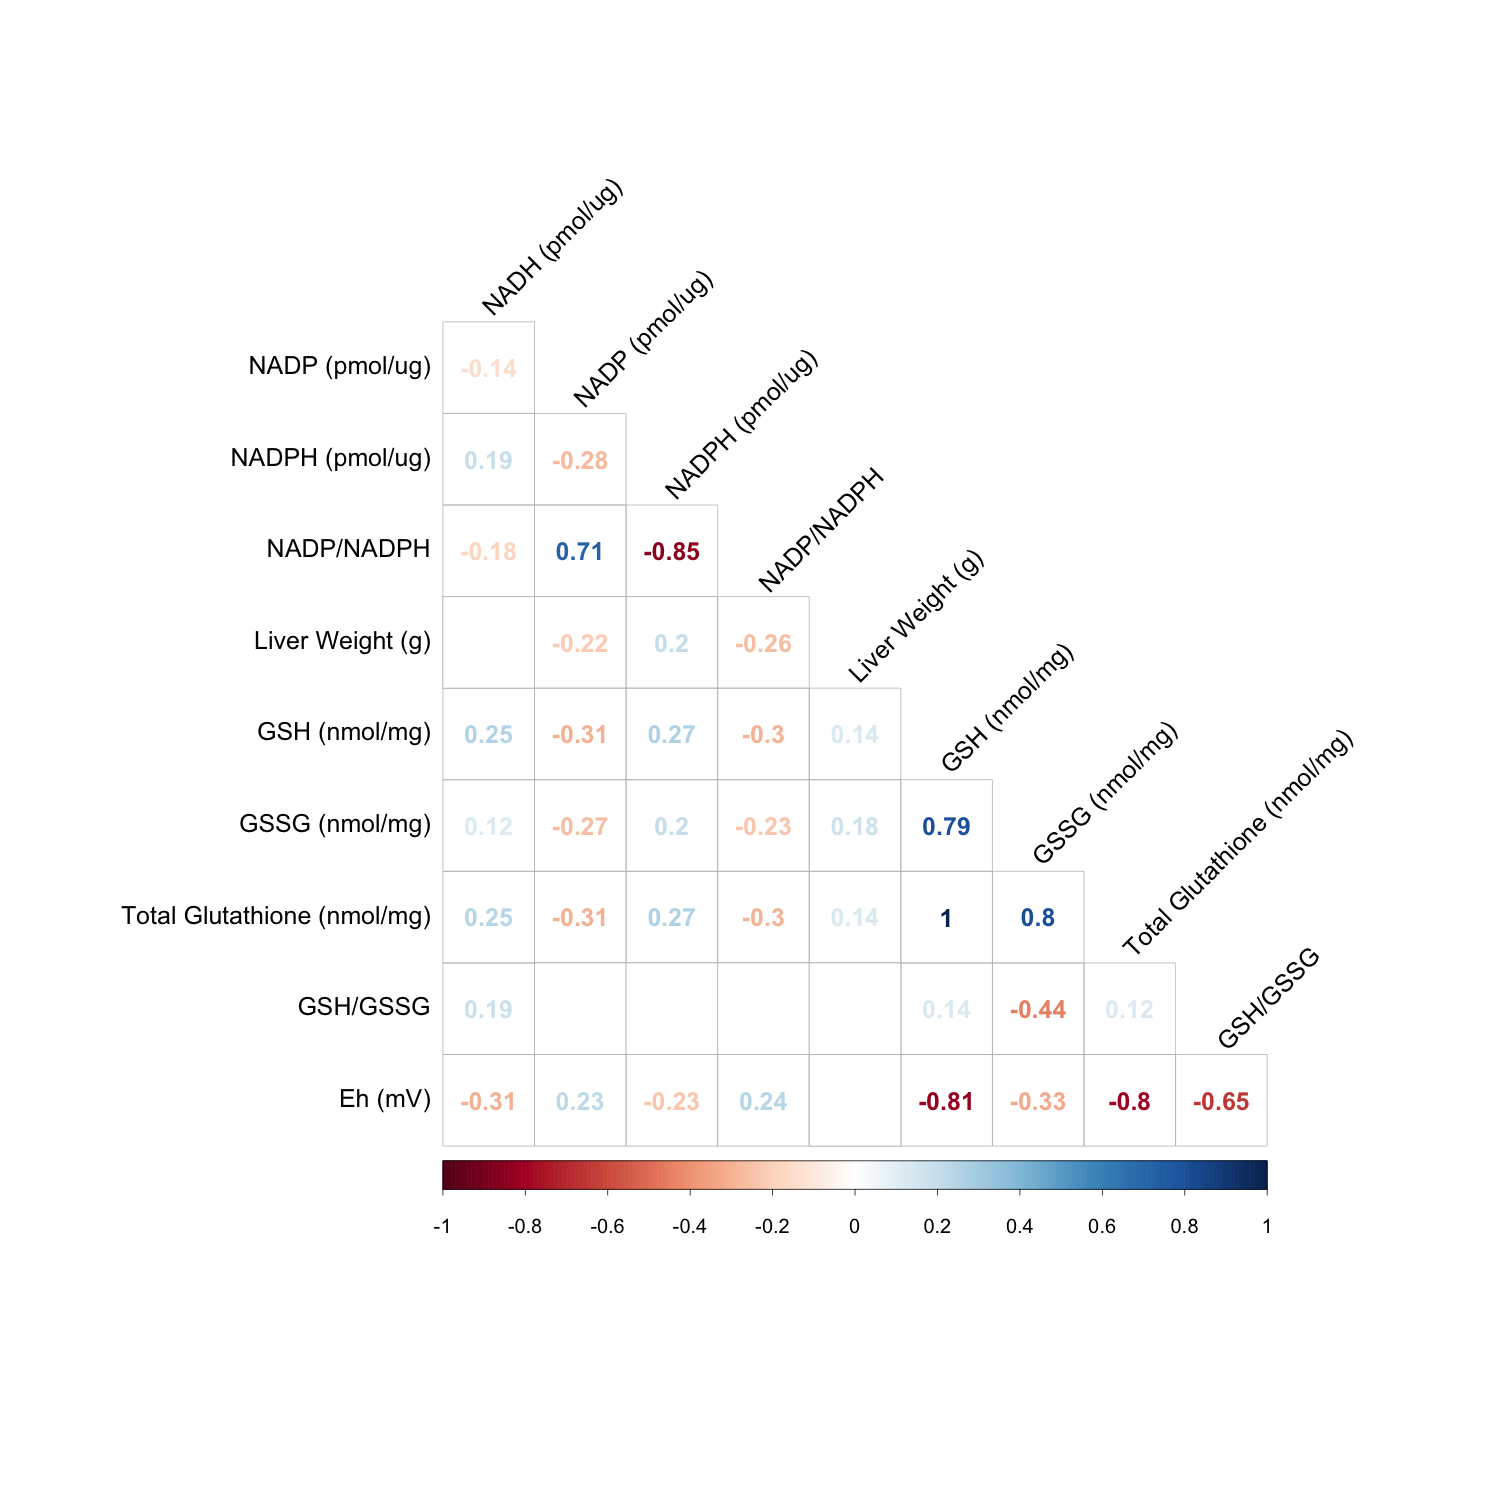 NADH (pmol/ug)
NADP (pmol/ug)
NADPH (pmol/ug)
NADP/NADPH
Liver Weight (g)
GSH (nmol/mg)
GSSG (nmol/mg)
Total Glutathione (nmol/mg)
GSH/GSSG
NADP (pmol/ug) -0.14
NADPH (pmol/ug) 0.19 -0.28
NADP/NADPH -0.18 0.71 -0.85
Liver Weight (g) -0.22 0.2 -0.26
GSH (nmol/mg) 0.25 -0.31 0.27 -0.3 0.14
GSSG (nmol/mg) 0.12 -0.27 0.2 -0.23 0.18 0.79
Total Glutathione (nmol/mg) 0.25 -0.31 0.27 -0.3 0.14 1 0.8
GSH/GSSG 0.19 0.14 -0.44 0.12
Eh (mV) -0.31 0.23 -0.23 0.24 -0.81 -0.33 -0.8 -0.65
-1 -0.8 -0.6 -0.4 -0.2 0 0.2 0.4 0.6 0.8 1